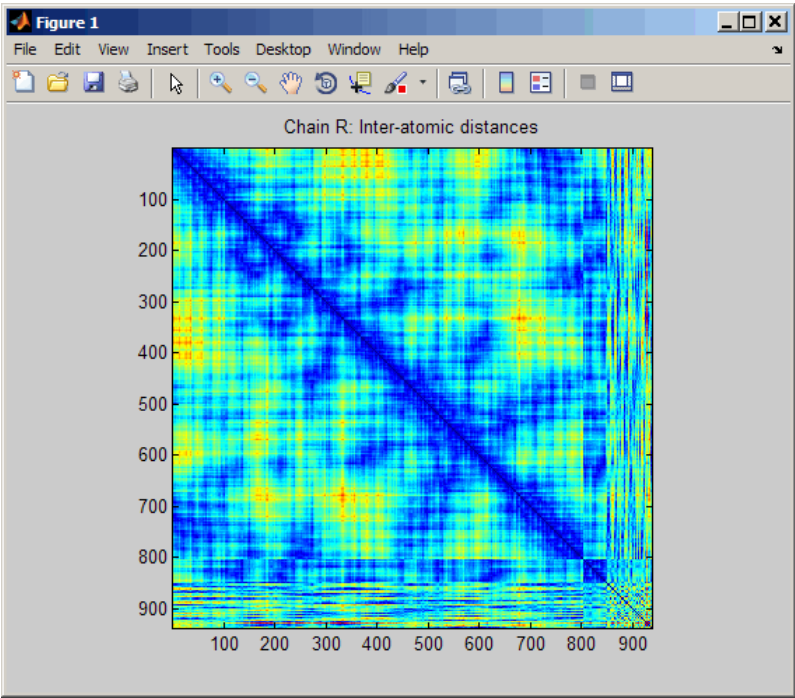 Figure 1
File Edit View Insert Tools Desktop Window Help
Chain R: Inter-atomic distances
100
200
300
400
500
600
700
800
900
100 200 300 400 500 600 700 800 900